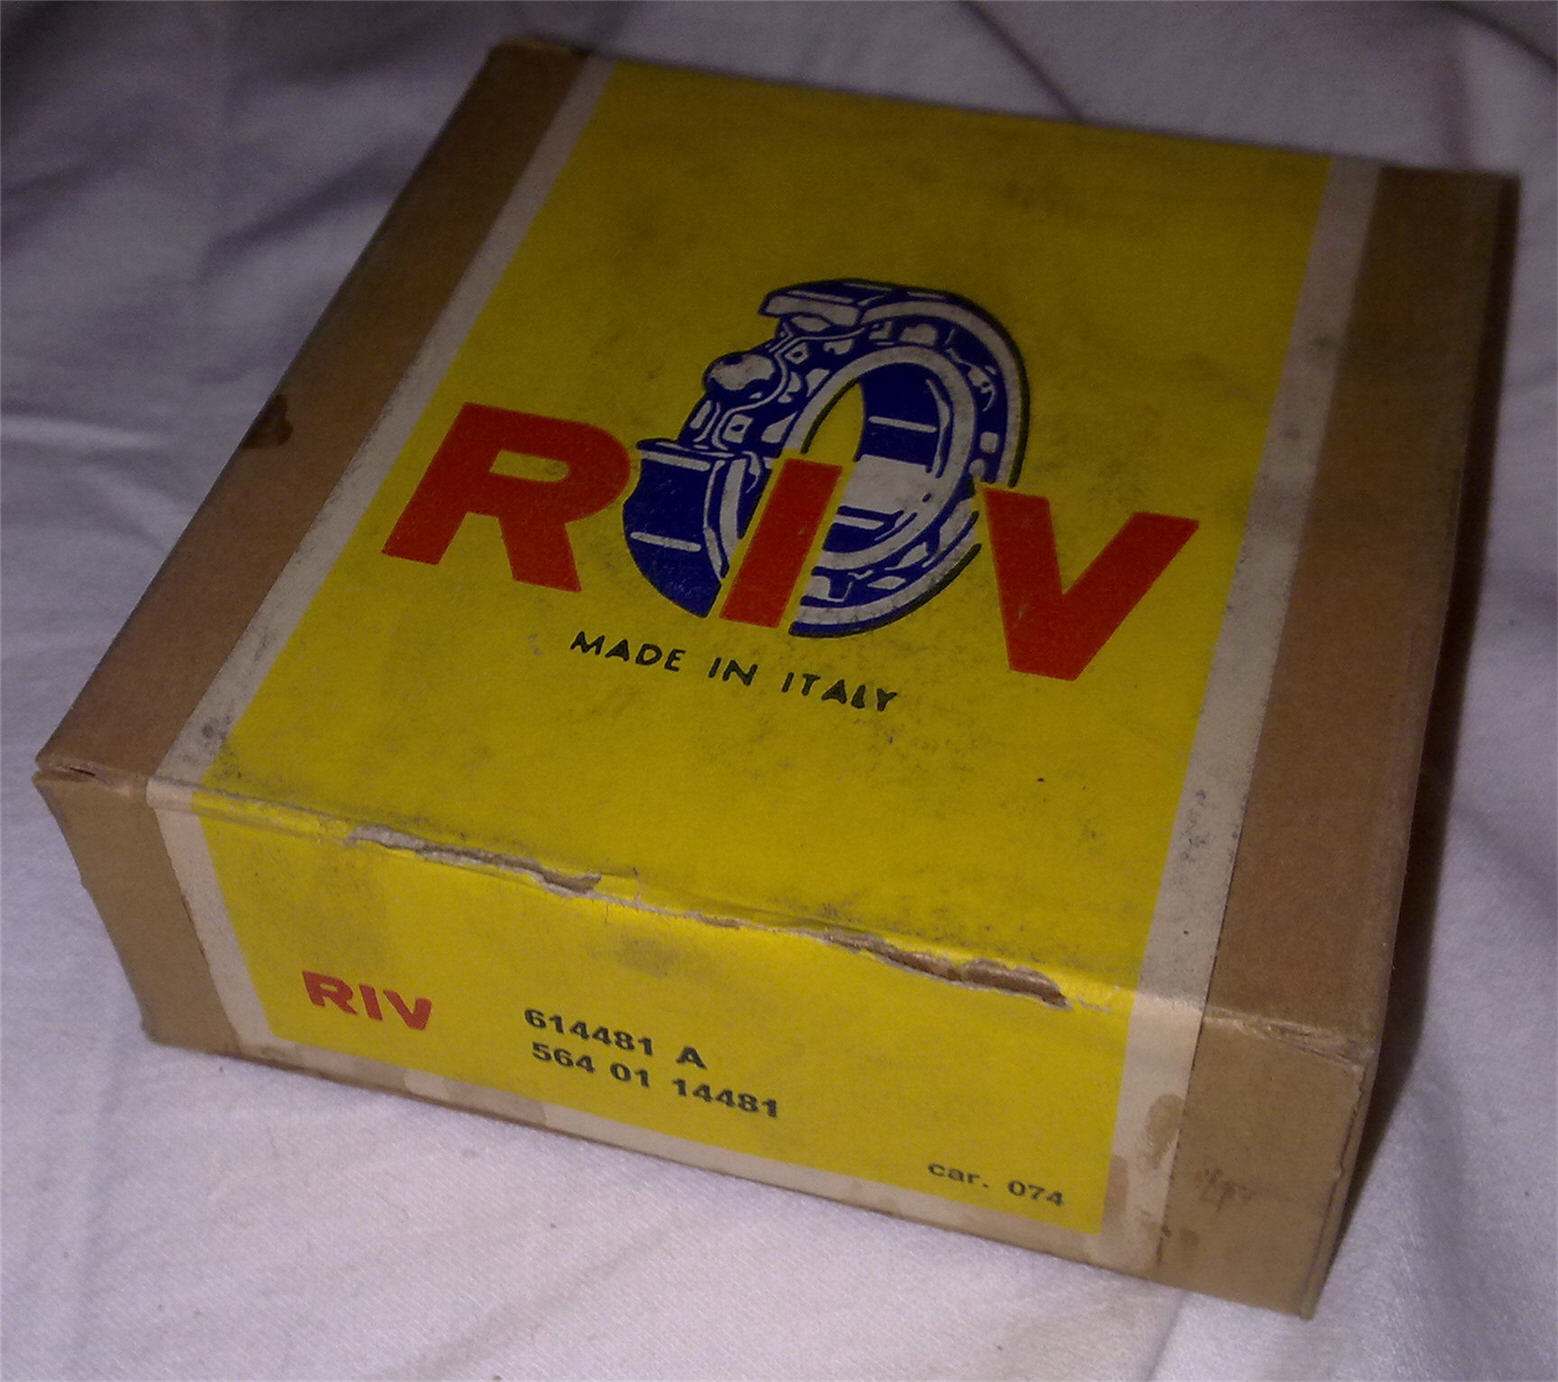 RIV
MADE IN ITALY
RIV
614481 A
564 01 14481
car. 074